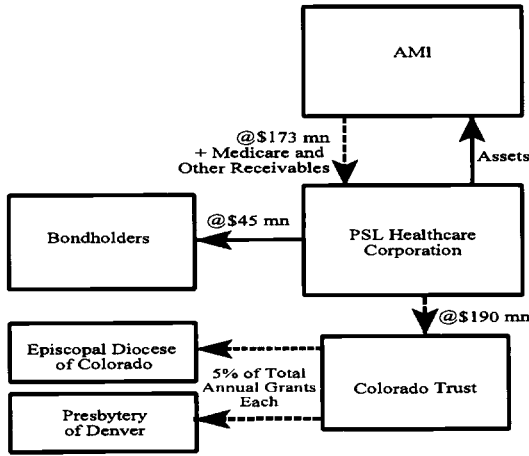 AMI
@$173 mn
+ Medicare and
Other Receivables
Assets
@$45 mn
Bondholders
PSL Healthcare
Corporation
@$190 mn
Episcopal Diocese
of Colorado
5% of Total
Annual Grants
Each
Colorado Trust
Presbytery
of Denver